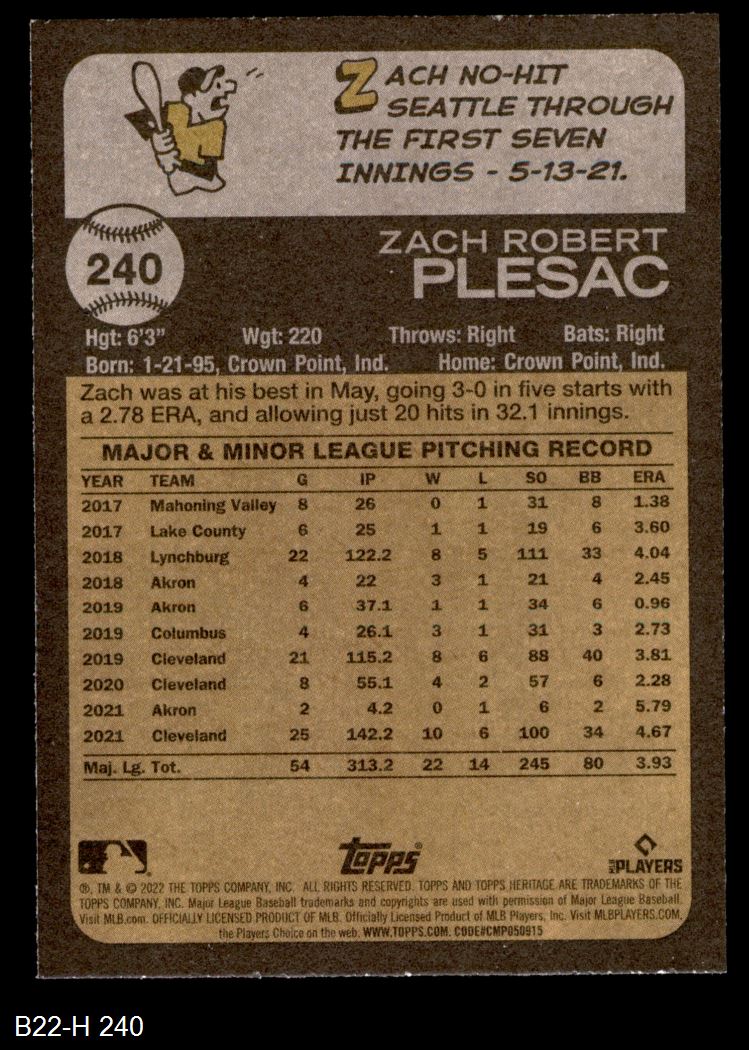 ZACH NO-HIT
SEATTLE THROUGH
THE FIRST SEVEN
INNINGS - 5-13-21.
240
ZACH ROBERT
PLESAC
Hgt: 6'3" Wgt: 220 Throws: Right Bats: Right
Born: 1-21-95, Crown Point, Ind. Home: Crown Point, Ind.
Zach was at his best in May, going 3-0 in five starts with
a 2.78 ERA, and allowing just 20 hits in 32.1 innings.
MAJOR & MINOR LEAGUE PITCHING RECORD
YEAR TEAM G IP W L SO BB ERA
2017 Mahoning Valley 8 26 0 1 31 8 1.38
2017 Lake County 6 25 1 1 19 6 3.60
2018 Lynchburg 22 122.2 8 5 111 33 4.04
2018 Akron 4 22 3 1 21 4 2.45
2019 Akron 6 37.1 1 1 34 6 0.96
2019 Columbus 4 26.1 3 1 31 3 2.73
2019 Cleveland 21 115.2 8 6 88 40 3.81
2020 Cleveland 8 55.1 4 2 57 6 2.28
2021 Akron 2 4.2 0 1 6 2 5.79
2021 Cleveland 25 142.2 10 6 100 34 4.67
Maj. Lg. Tot. 54 313.2 22 14 245 80 3.93
Topps
MLB PLAYERS
®, TM & © 2022 THE TOPPS COMPANY, INC. ALL RIGHTS RESERVED. TOPPS AND TOPPS HERITAGE ARE TRADEMARKS OF THE
TOPPS COMPANY, INC. Major League Baseball trademarks and copyrights are used with permission of Major League Baseball.
Visit MLB.com. OFFICIALLY LICENSED PRODUCT OF MLB. Officially Licensed Product of MLB Players, Inc. Visit MLBPLAYERS.COM,
the Players Choice on the web. WWW.TOPPS.COM. CODE#CMP050915
B22-H 240